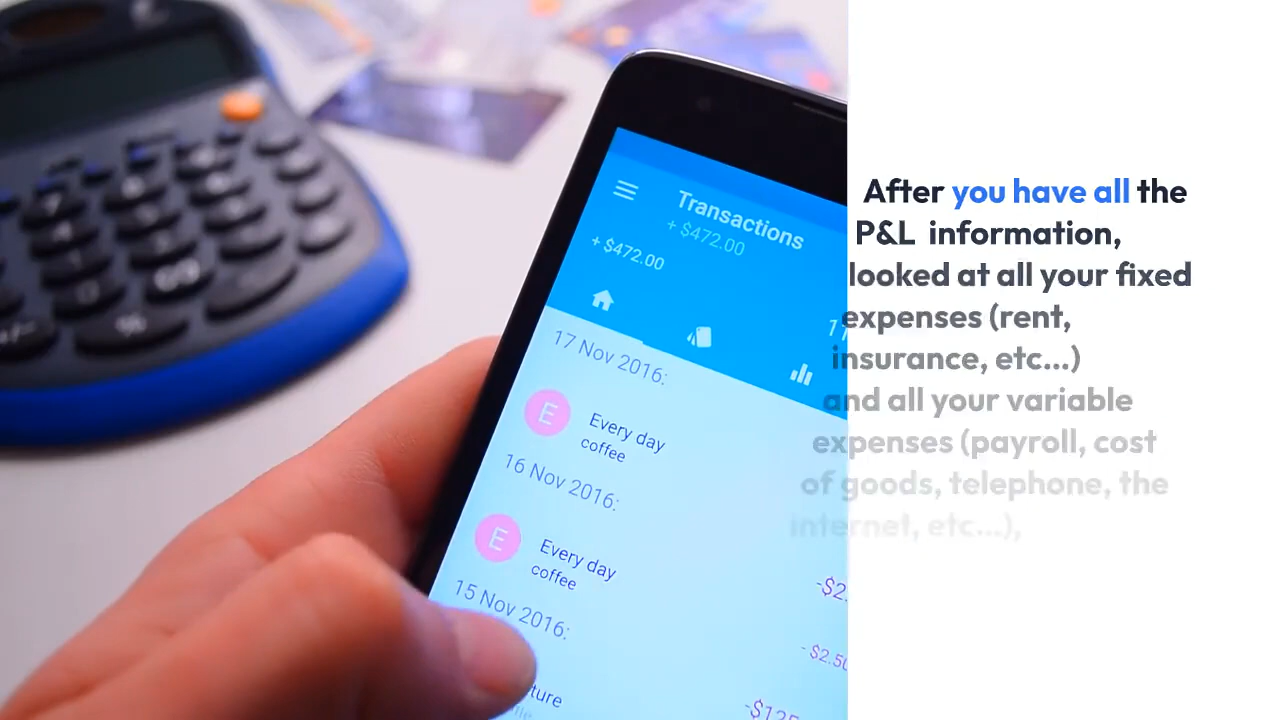 Transactions
+ $472.00
+ $472.00
17 Nov 2016:
E
Every day
coffee
16 Nov 2016:
E
Every day
coffee
-$2.
15 Nov 2016:
-$2.50
After you have all the
P&L information,
looked at all your fixed
expenses (rent,
insurance, etc...)
and all your variable
expenses (payroll, cost
of goods, telephone, the
internet, etc...),